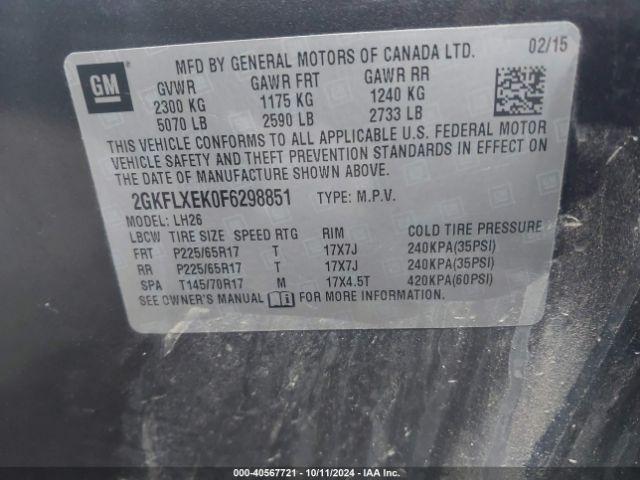 GM
MFD BY GENERAL MOTORS OF CANADA LTD.
02/15
GVWR GAWR FRT GAWR RR
2300 KG 1175 KG 1240 KG
5070 LB 2590 LB 2733 LB
THIS VEHICLE CONFORMS TO ALL APPLICABLE U.S. FEDERAL MOTOR
VEHICLE SAFETY AND THEFT PREVENTION STANDARDS IN EFFECT ON
THE DATE OF MANUFACTURE SHOWN ABOVE.
2GKFLXEK0F6298851 TYPE: M.P.V.
MODEL: LH26
LBCW TIRE SIZE SPEED RTG RIM COLD TIRE PRESSURE
FRT P225/65R17 T 17X7J 240KPA(35PSI)
RR P225/65R17 T 17X7J 240KPA(35PSI)
SPA T145/70R17 M 17X4.5T 420KPA(60PSI)
SEE OWNER'S MANUAL FOR MORE INFORMATION.
000-40567721 - 10/11/2024 - IAA Inc.